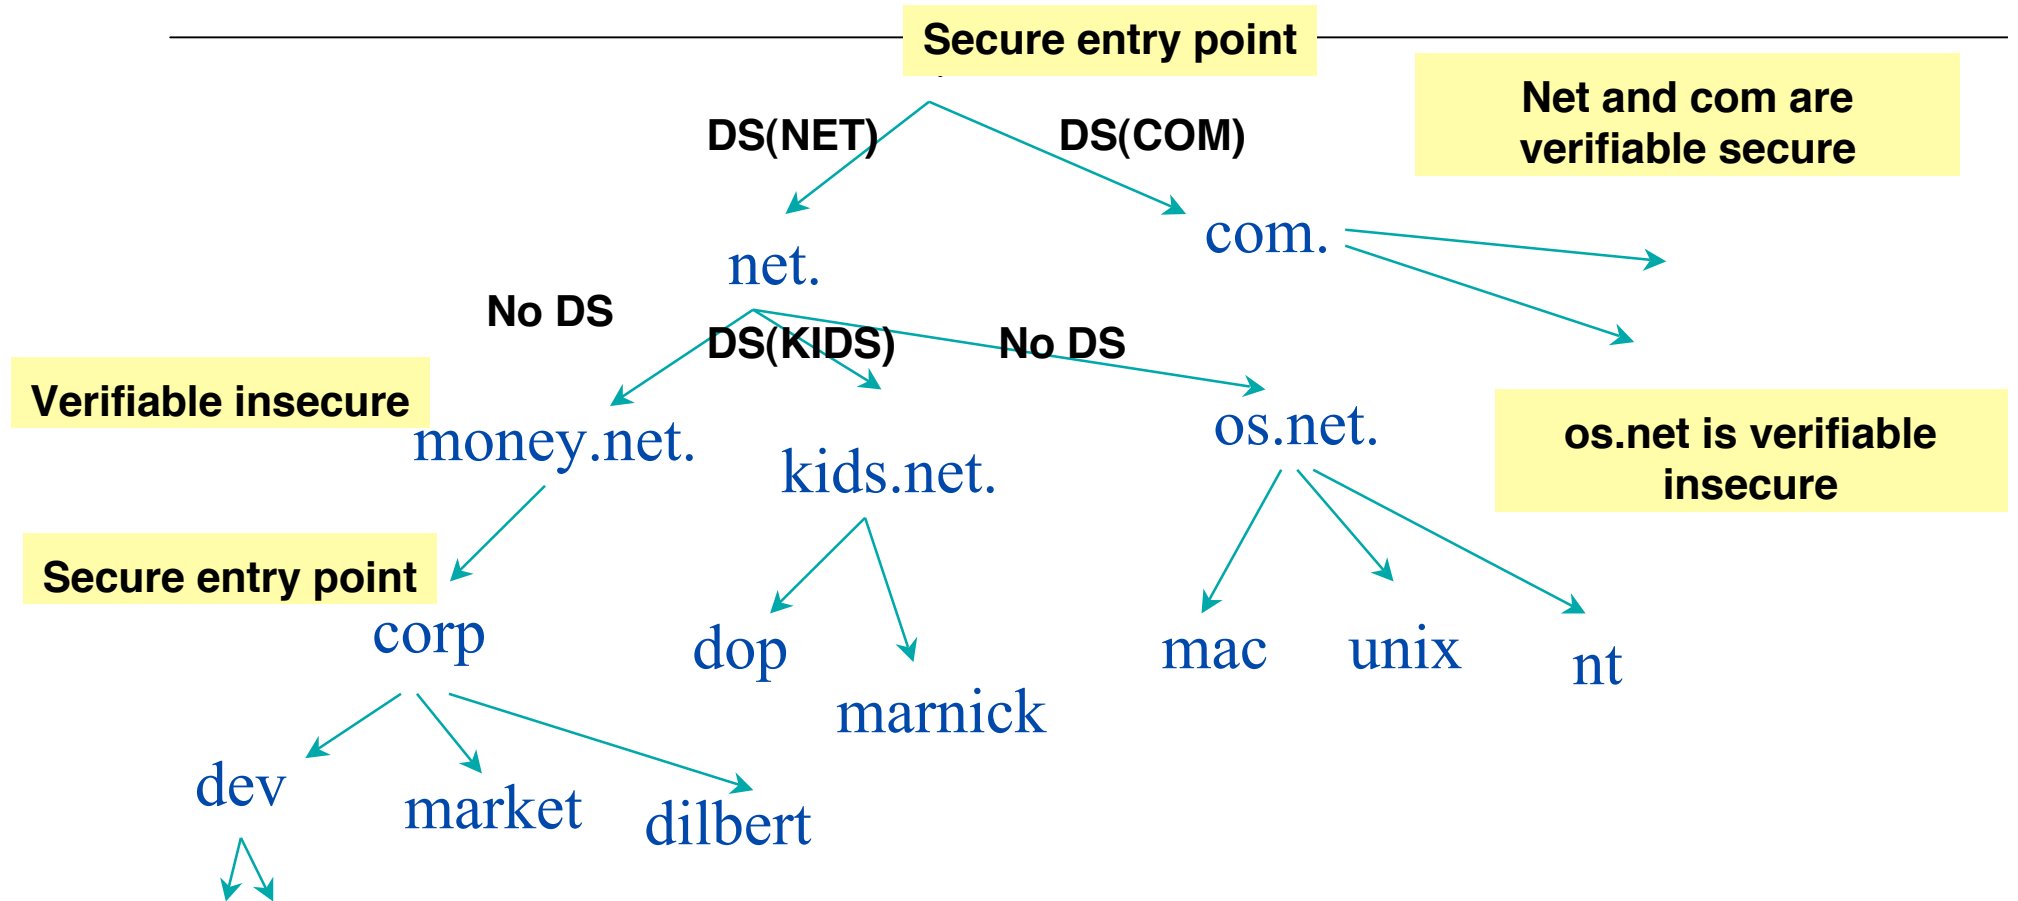 Secure entry point
Net and com are
verifiable secure
DS(NET)
DS(COM)
com.
net.
No DS
DS(KIDS)
No DS
Verifiable insecure
money.net.
kids.net.
os.net.
os.net is verifiable
insecure
Secure entry point
corp
dop
marnick
mac
unix
nt
dev
market
dilbert